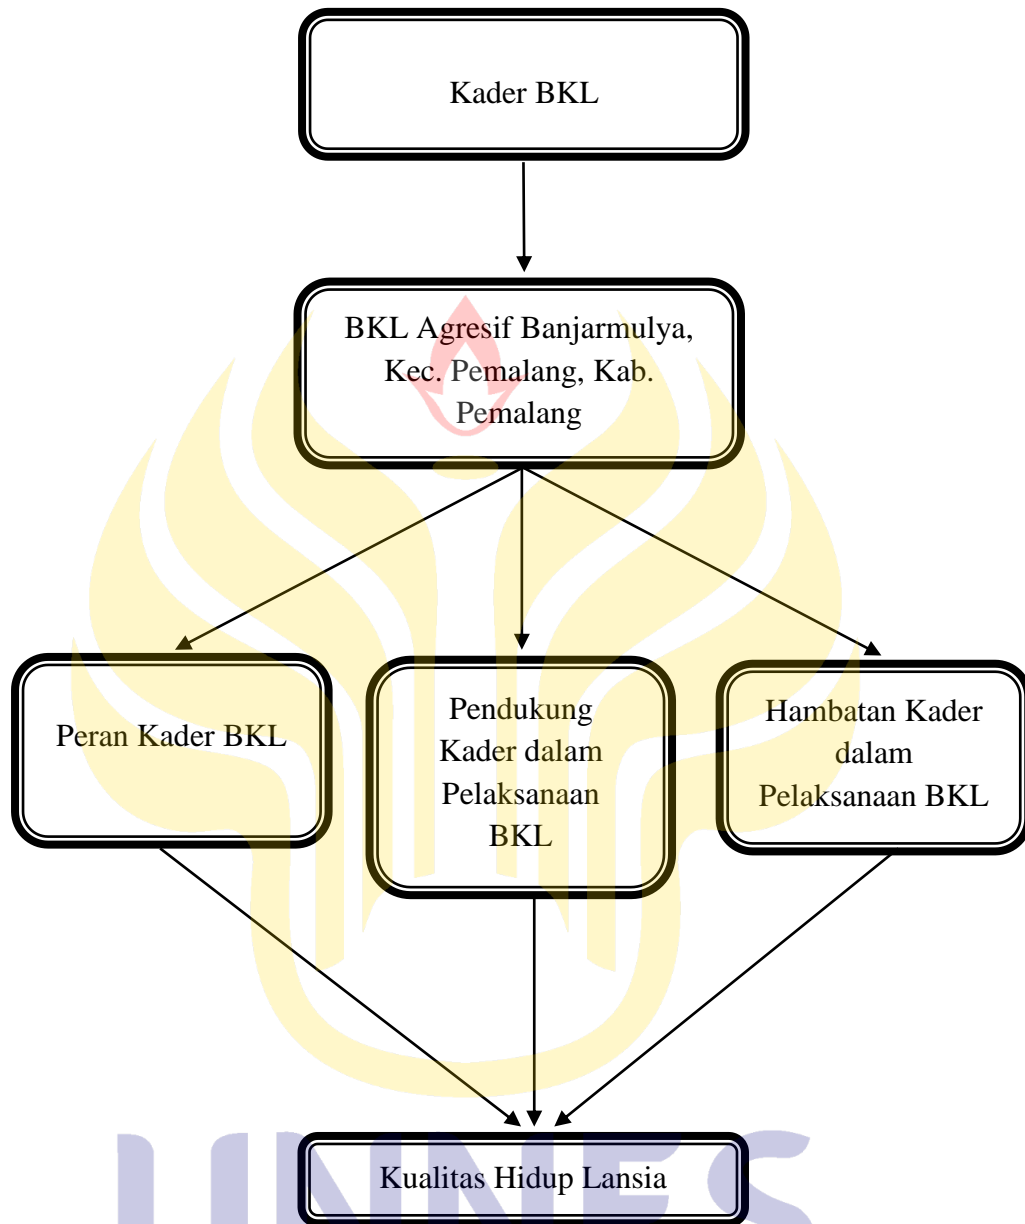 Kader BKL
BKL Agresif Banjarmulya,
Kec. Pemalang, Kab.
Pemalang
Peran Kader BKL
Pendukung
Kader dalam
Pelaksanaan
BKL
Hambatan Kader
dalam
Pelaksanaan BKL
Kualitas Hidup Lansia
UNNES